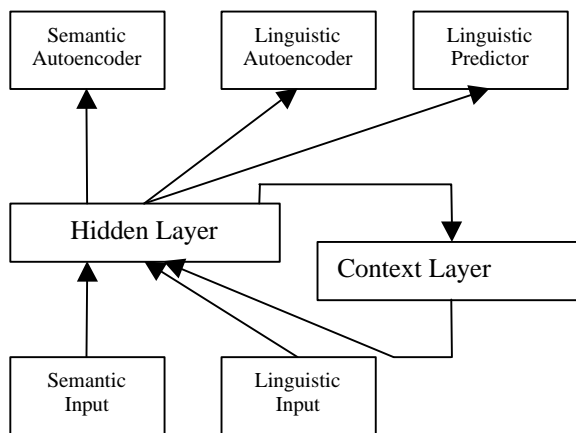 Semantic
Autoencoder
Linguistic
Autoencoder
Linguistic
Predictor
Hidden Layer
Context Layer
Semantic
Input
Linguistic
Input